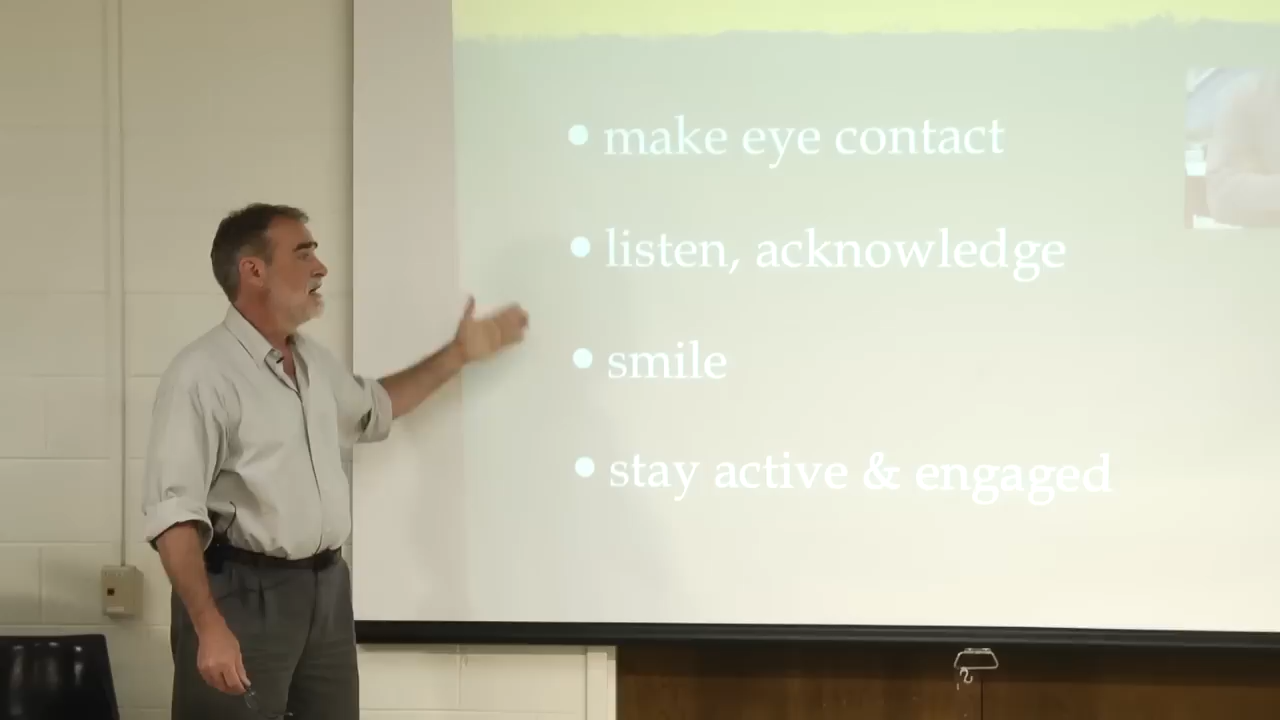 • make eye contact
• listen, acknowledge
• smile
• stay active & engaged